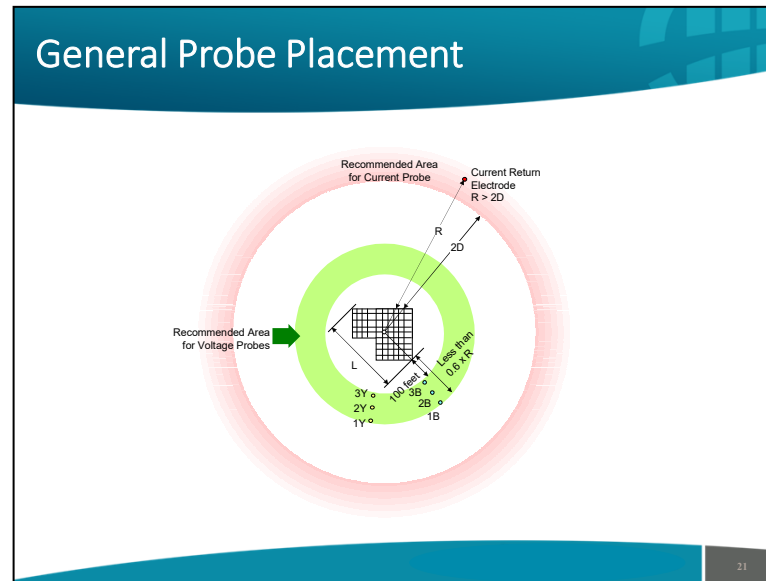 General Probe Placement
Recommended Area
for Current Probe
Current Return
Electrode
R > 2D
R
2D
Recommended Area
for Voltage Probes
L
Less than
0.6 x R
100 feet
3Y
2Y
1Y
3B
2B
1B
21